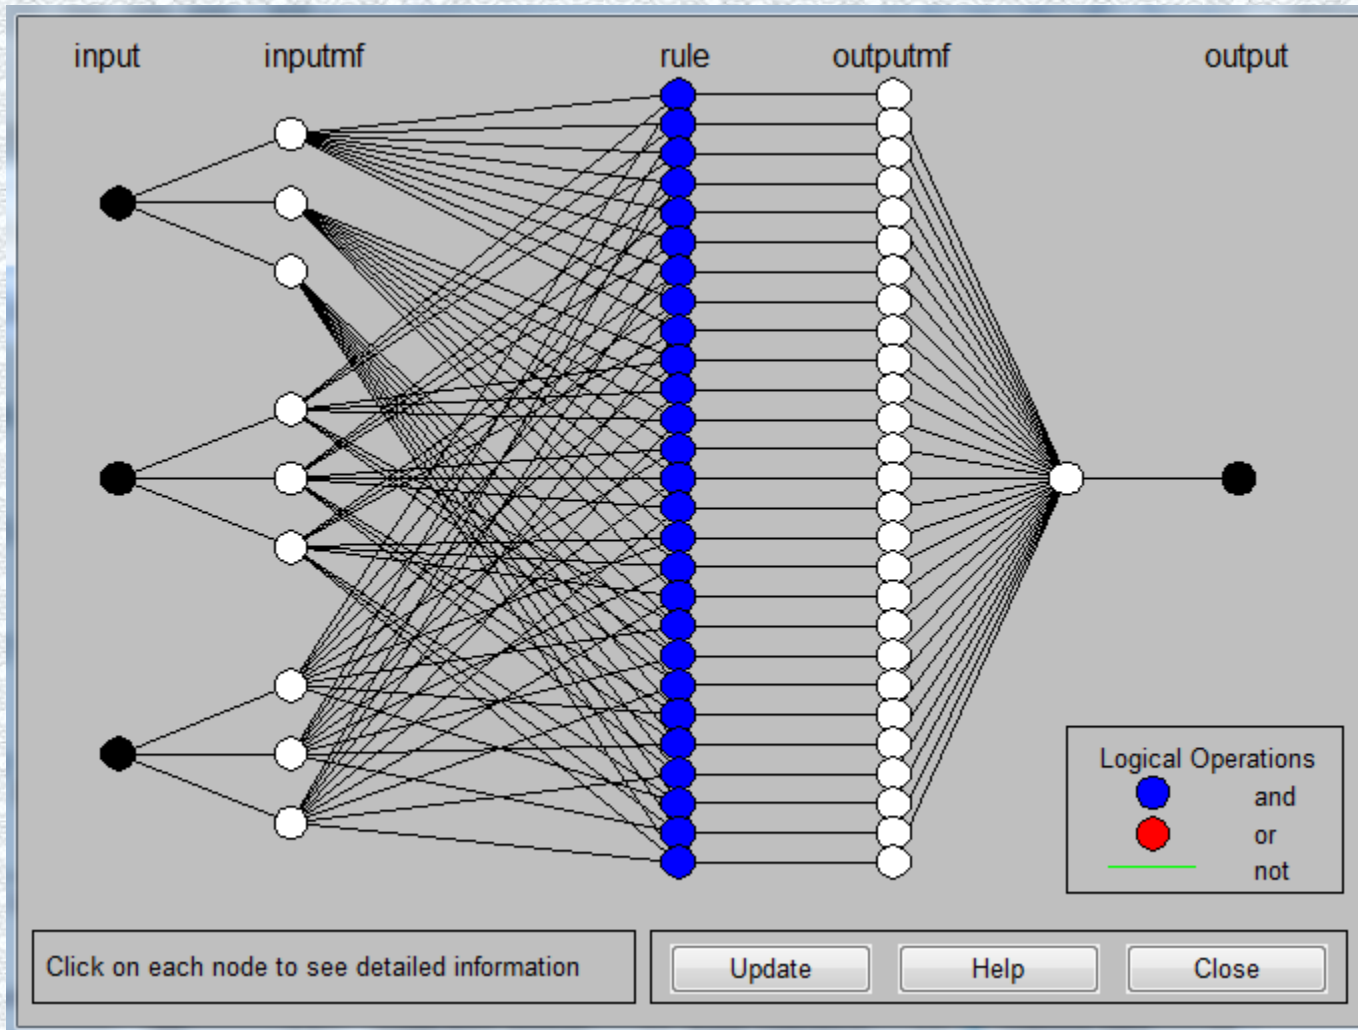 input inputmf rule outputmf output
Logical Operations
and
or
not
Click on each node to see detailed information
Update Help Close